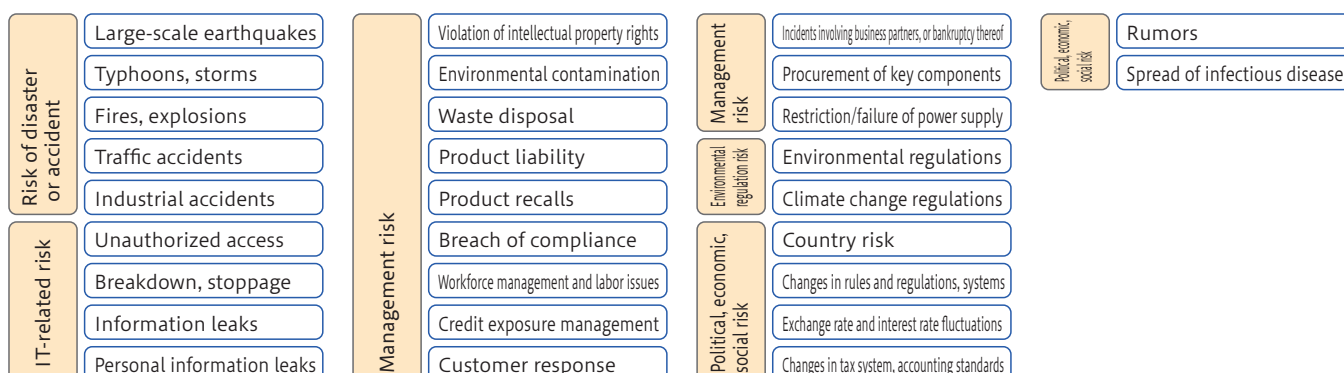 Risk of disaster
or accident
Large-scale earthquakes
Typhoons, storms
Fires, explosions
Traffic accidents
Industrial accidents
IT-related risk
Unauthorized access
Breakdown, stoppage
Information leaks
Personal information leaks
Management risk
Violation of intellectual property rights
Environmental contamination
Waste disposal
Product liability
Product recalls
Breach of compliance
Workforce management and labor issues
Credit exposure management
Customer response
Management
risk
Incidents involving business partners, or bankruptcy thereof
Procurement of key components
Restriction/failure of power supply
Environmental
regulation risk
Environmental regulations
Climate change regulations
Political, economic,
social risk
Country risk
Changes in rules and regulations, systems
Exchange rate and interest rate fluctuations
Changes in tax system, accounting standards
Political, economic,
social risk
Rumors
Spread of infectious disease